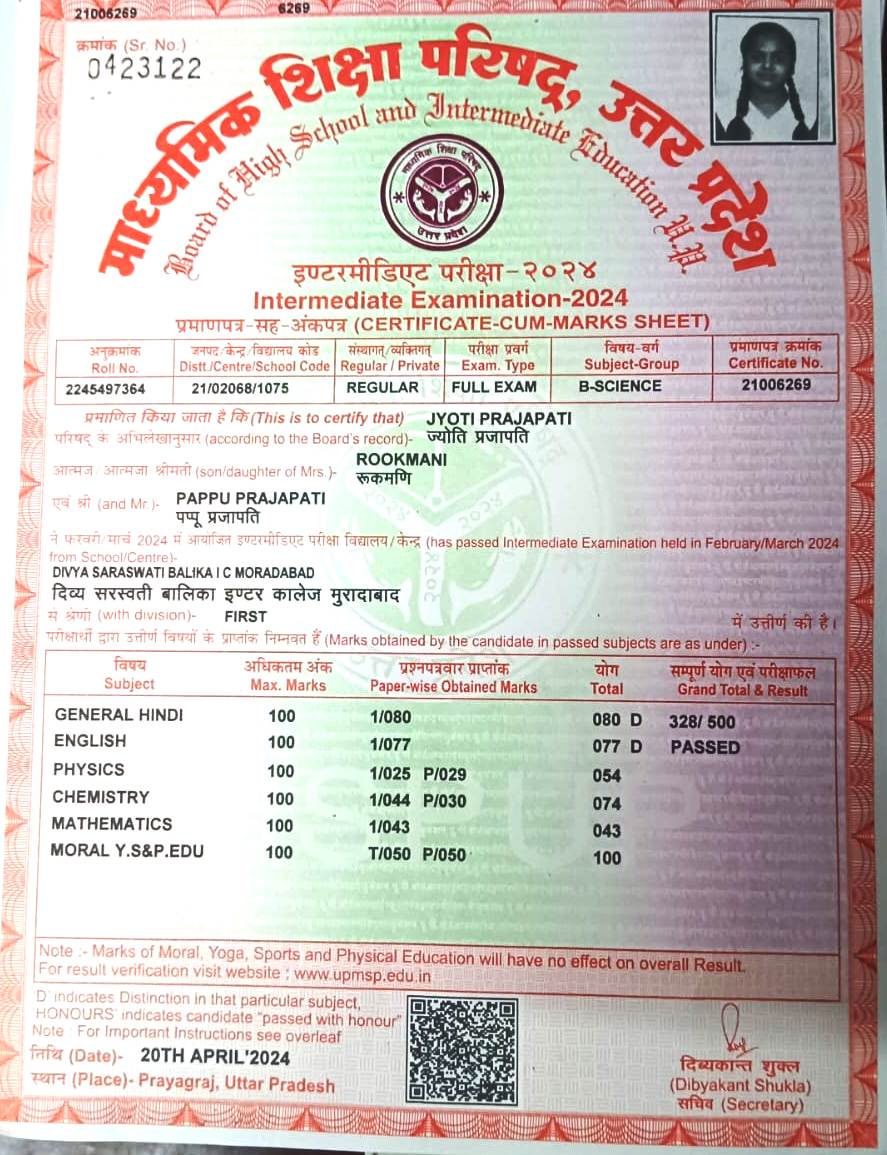 21006269
6269
क्रमांक (Sr. No.)
0423122
माध्यमिक शिक्षा परिषद्, उत्तर प्रदेश
Board of High School and Intermediate Education U.P.
माध्यमिक शिक्षा परिषद
उत्तर प्रदेश
इण्टरमीडिएट परीक्षा-२०२४
Intermediate Examination-2024
प्रमाणपत्र-सह-अंकपत्र (CERTIFICATE-CUM-MARKS SHEET)
अनुक्रमांक जनपद/केन्द्र/विद्यालय कोड संस्थागत्/व्यक्तिगत् परीक्षा प्रवर्ग विषय-वर्ग प्रमाणपत्र क्रमांक
Roll No. Distt./Centre/School Code Regular / Private Exam. Type Subject-Group Certificate No.
2245497364 21/02068/1075 REGULAR FULL EXAM B-SCIENCE 21006269
प्रमाणित किया जाता है कि (This is to certify that) JYOTI PRAJAPATI
परिषद् के अभिलेखानुसार (according to the Board's record)- ज्योति प्रजापति
ROOKMANI
आत्मज/आत्मजा श्रीमती (son/daughter of Mrs.)- रूकमणि
एवं श्री (and Mr.)- PAPPU PRAJAPATI
पप्पू प्रजापति
ने फरवरी/मार्च 2024 में आयोजित इण्टरमीडिएट परीक्षा विद्यालय/केन्द्र (has passed Intermediate Examination held in February/March 2024
from School/Centre)-
DIVYA SARASWATI BALIKA I C MORADABAD
दिव्य सरस्वती बालिका इण्टर कालेज मुरादाबाद
में श्रेणी (with division)- FIRST में उत्तीर्ण की है।
परीक्षार्थी द्वारा उत्तीर्ण विषयों के प्राप्तांक निम्नवत हैं (Marks obtained by the candidate in passed subjects are as under) :-
विषय अधिकतम अंक प्रश्नपत्रवार प्राप्तांक योग सम्पूर्ण योग एवं परीक्षाफल
Subject Max. Marks Paper-wise Obtained Marks Total Grand Total & Result
GENERAL HINDI 100 1/080 080 D 328/ 500
ENGLISH 100 1/077 077 D PASSED
PHYSICS 100 1/025 P/029 054
CHEMISTRY 100 1/044 P/030 074
MATHEMATICS 100 1/043 043
MORAL Y.S&P.EDU 100 T/050 P/050 100
Note :- Marks of Moral, Yoga, Sports and Physical Education will have no effect on overall Result.
For result verification visit website : www.upmsp.edu.in
D' indicates Distinction in that particular subject,
HONOURS' indicates candidate "passed with honour"
Note : For Important Instructions see overleaf
तिथि (Date)- 20TH APRIL'2024
स्थान (Place)- Prayagraj, Uttar Pradesh
दिब्यकान्त शुक्ल
(Dibyakant Shukla)
सचिव (Secretary)